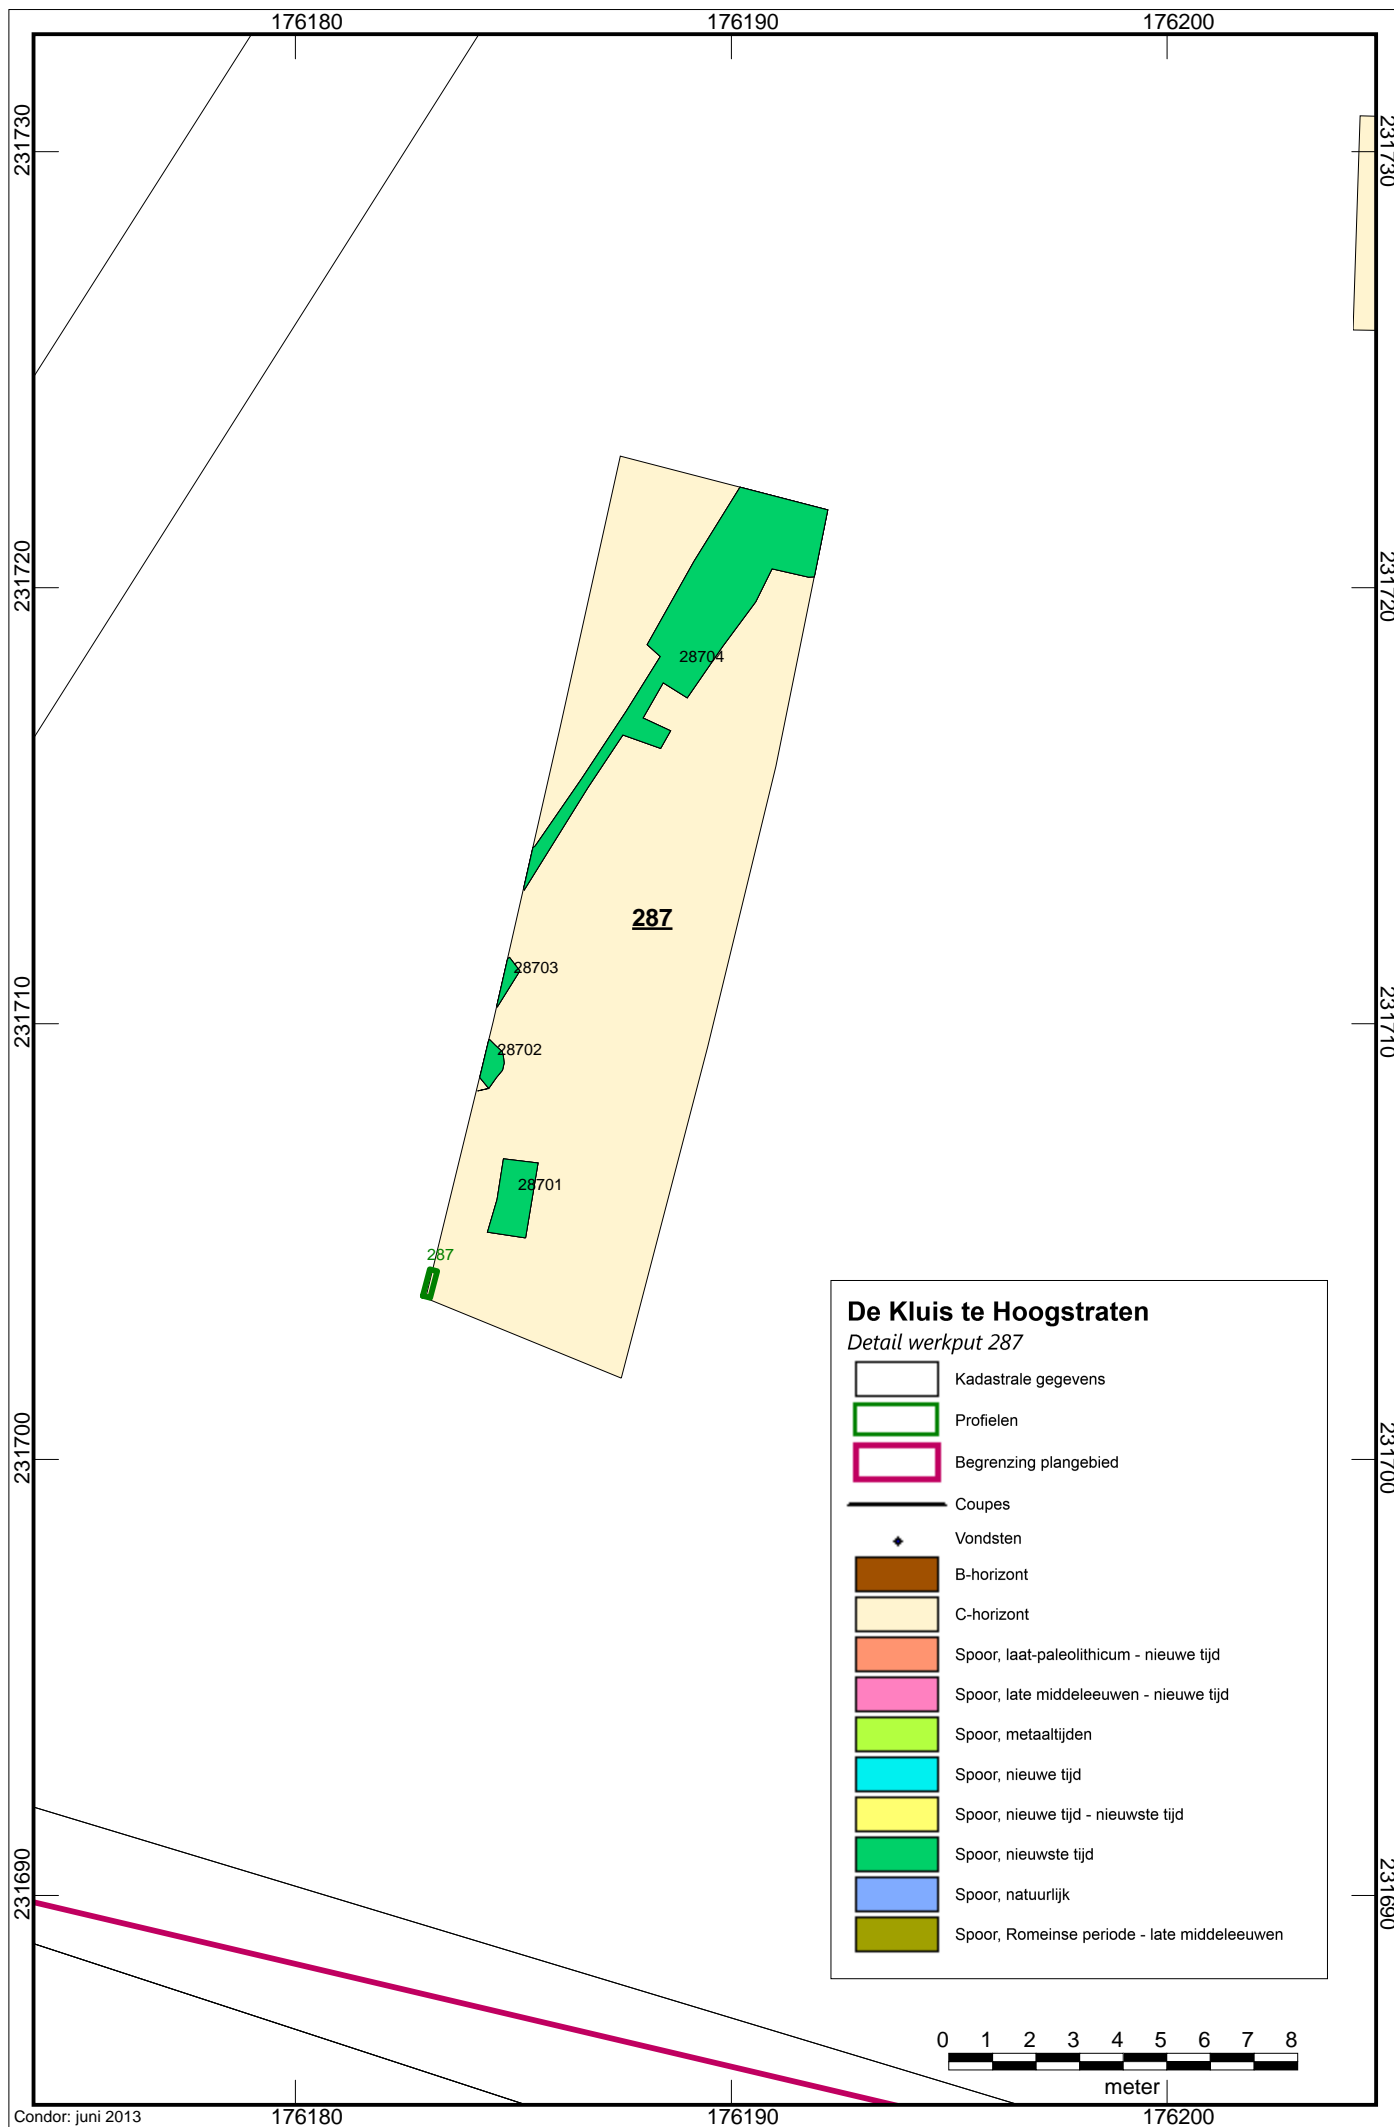 176180
176190
176200
231730
231730
231720
231720
28704
287
28703
231710
231710
28702
28701
287
De Kluis te Hoogstraten
Detail werkput 287
Kadastrale gegevens
Profielen
Begrenzing plangebied
231700
231700
Coupes
Vondsten
B-horizont
C-horizont
Spoor, laat-paleolithicum - nieuwe tijd
Spoor, late middeleeuwen - nieuwe tijd
Spoor, metaaltijden
Spoor, nieuwe tijd
Spoor, nieuwe tijd - nieuwste tijd
Spoor, nieuwste tijd
Spoor, natuurlijk
Spoor, Romeinse periode - late middeleeuwen
231690
231690
0 1 2 3 4 5 6 7 8
meter
Condor: juni 2013
176180
176190
176200